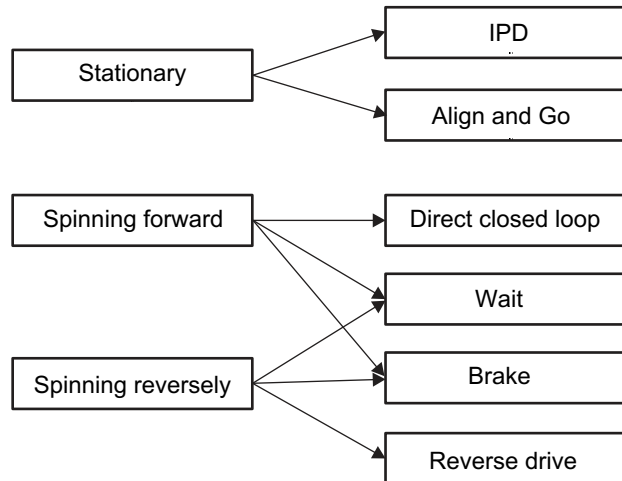 IPD
Stationary
Align and Go
Spinning forward
Direct closed loop
Wait
Spinning reversely
Brake
Reverse drive